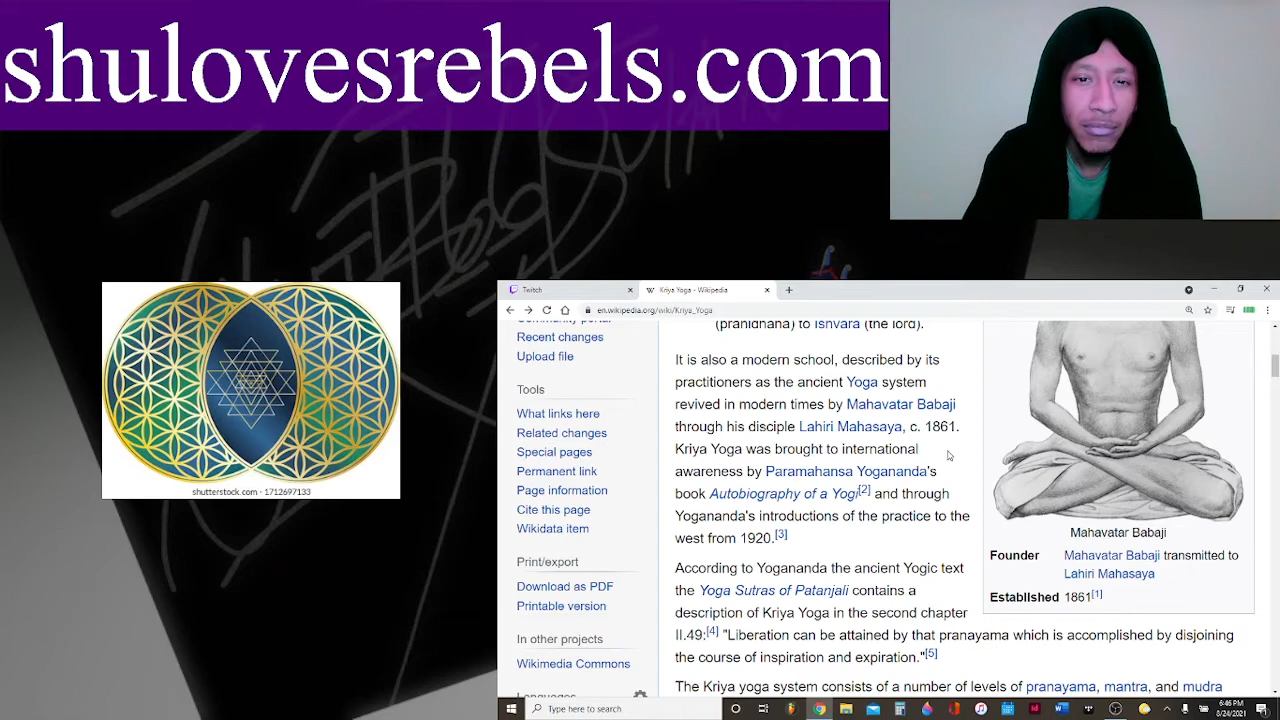 shulovesrebels.com
shutterstock.com · 1712697133
Twitch
Kriya Yoga - Wikipedia
en.wikipedia.org/wiki/Kriya_Yoga
Community portal
Recent changes
Upload file
Tools
What links here
Related changes
Special pages
Permanent link
Page information
Cite this page
Wikidata item
Print/export
Download as PDF
Printable version
In other projects
Wikimedia Commons
Languages
(pranidhana) to Ishvara (the lord).
It is also a modern school, described by its
practitioners as the ancient Yoga system
revived in modern times by Mahavatar Babaji
through his disciple Lahiri Mahasaya, c. 1861.
Kriya Yoga was brought to international
awareness by Paramahansa Yogananda's
book Autobiography of a Yogi[2] and through
Yogananda's introductions of the practice to the
west from 1920.[3]
According to Yogananda the ancient Yogic text
the Yoga Sutras of Patanjali contains a
description of Kriya Yoga in the second chapter
II.49:[4] "Liberation can be attained by that pranayama which is accomplished by disjoining
the course of inspiration and expiration."[5]
The Kriya yoga system consists of a number of levels of pranayama, mantra, and mudra
Mahavatar Babaji
Founder Mahavatar Babaji transmitted to
Lahiri Mahasaya
Established 1861[1]
Type here to search
6:46 PM
6/24/2021